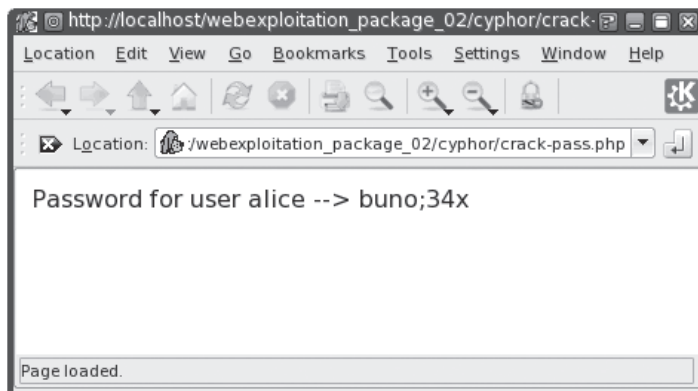 http://localhost/webexploitation_package_02/cyphor/crack-
Location Edit View Go Bookmarks Tools Settings Window Help
Location: :/webexploitation_package_02/cyphor/crack-pass.php
Password for user alice --> buno;34x
Page loaded.